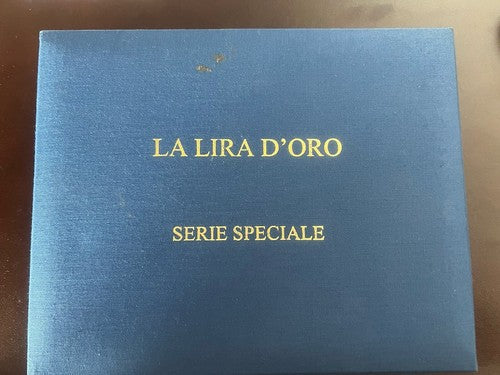 LA LIRA D'ORO
SERIE SPECIALE